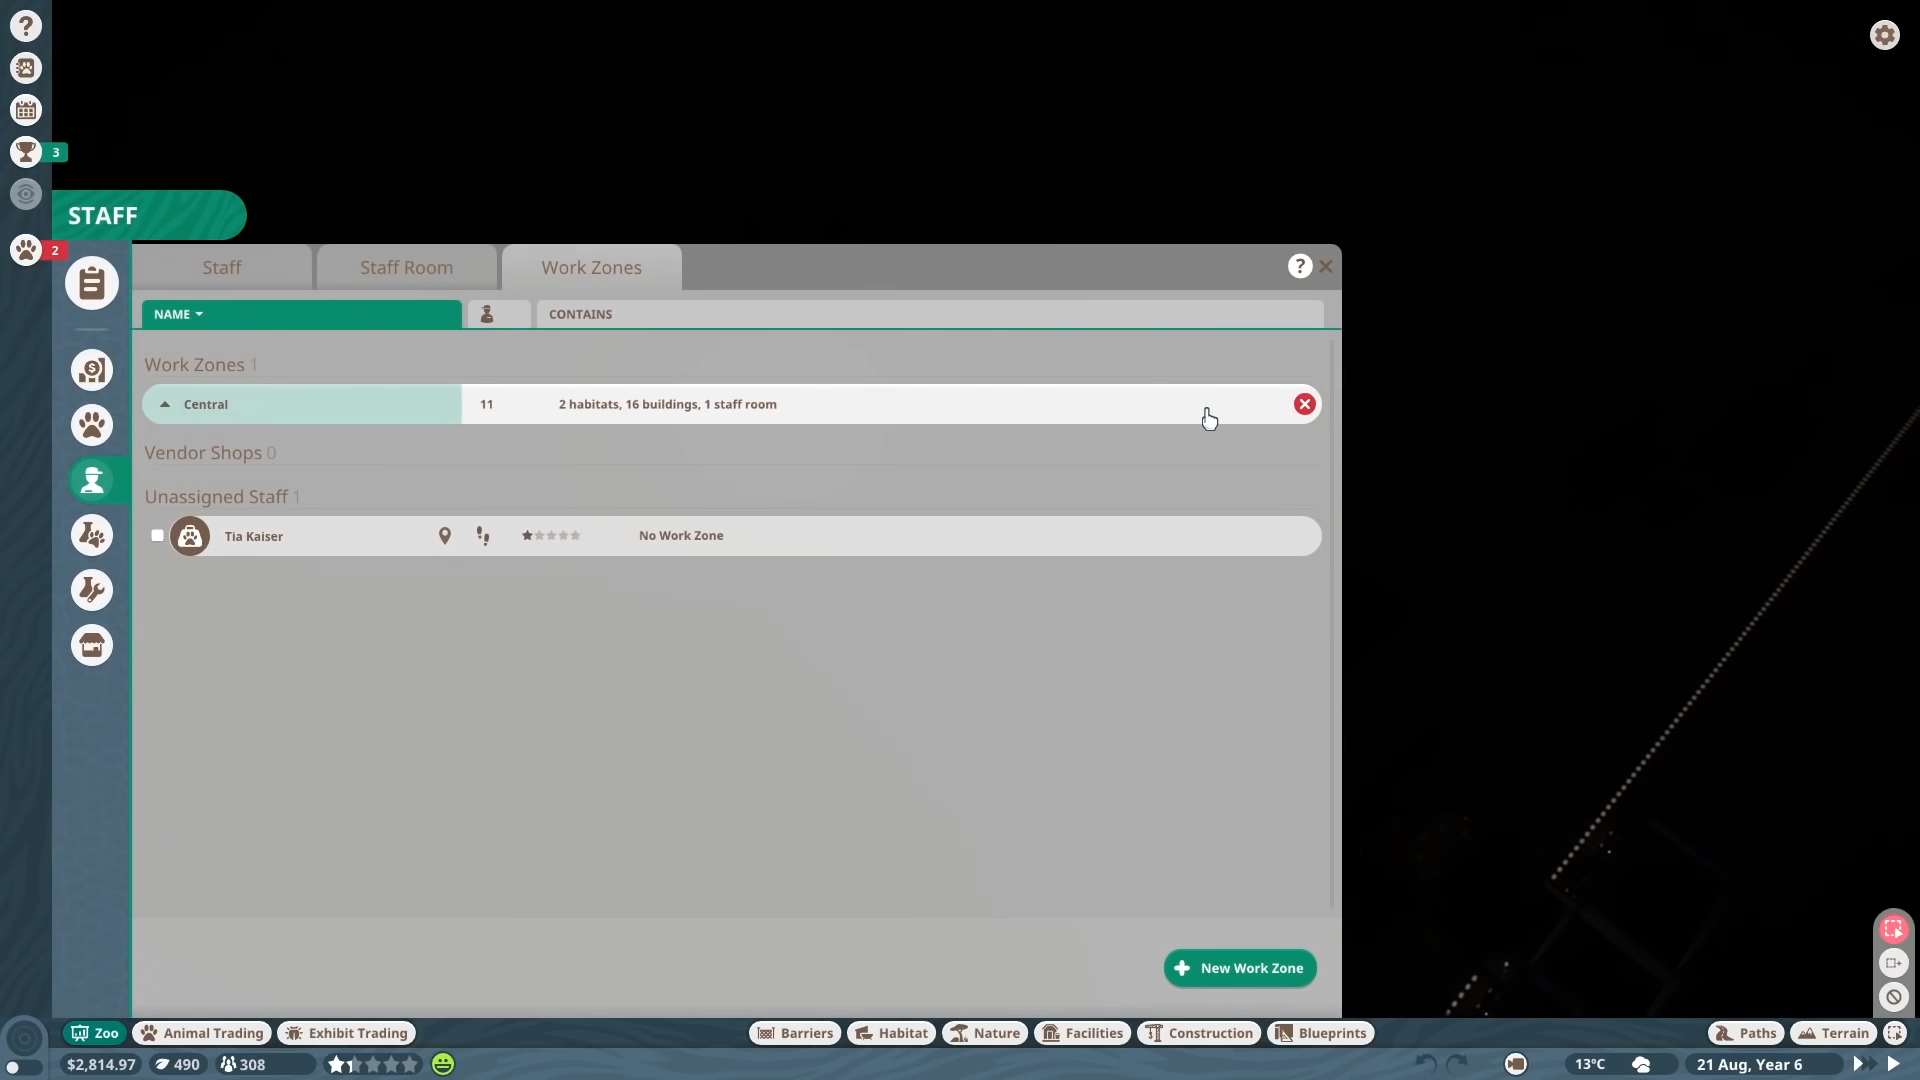 ?
3
STAFF
2
Staff
Staff Room
Work Zones
?
NAME
CONTAINS
Work Zones 1
Central
11
2 habitats, 16 buildings, 1 staff room
Vendor Shops 0
Unassigned Staff 1
Tia Kaiser
No Work Zone
New Work Zone
Zoo
Animal Trading
Exhibit Trading
Barriers
Habitat
Nature
Facilities
Construction
Blueprints
Paths
Terrain
$2,814.97
490
308
13°C
21 Aug, Year 6